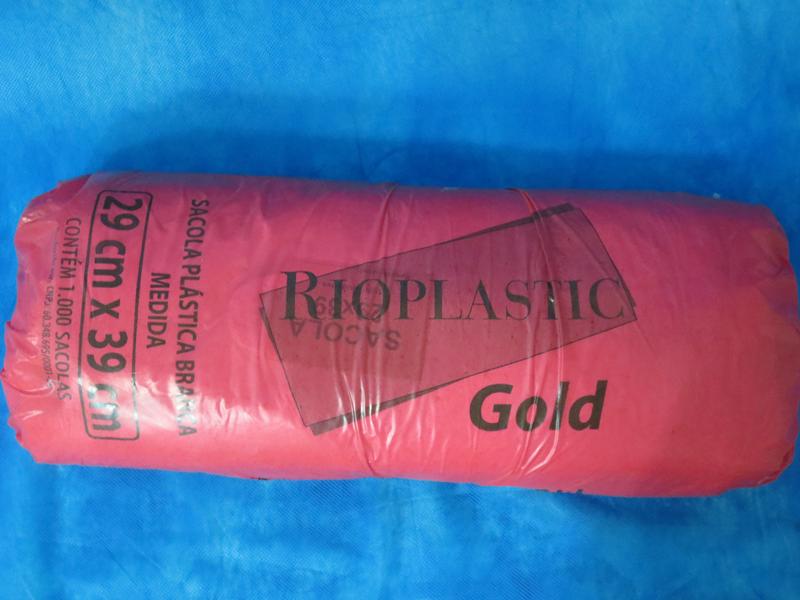 RIOPLASTIC
Gold
SACOLA PLÁSTICA BRANCA
MEDIDA
29 cm x 39 cm
CONTÉM 1.000 SACOLAS
SACOLA